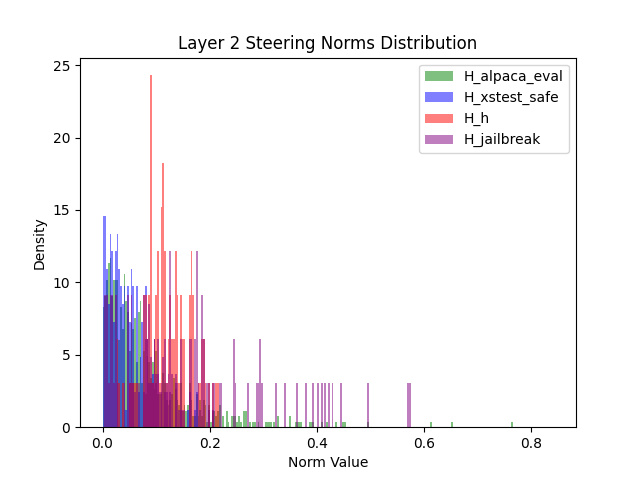 Layer 2 Steering Norms Distribution
25
20
15
10
5
0
Density
H_alpaca_eval
H_xstest_safe
H_h
H_jailbreak
0.0 0.2 0.4 0.6 0.8
Norm Value